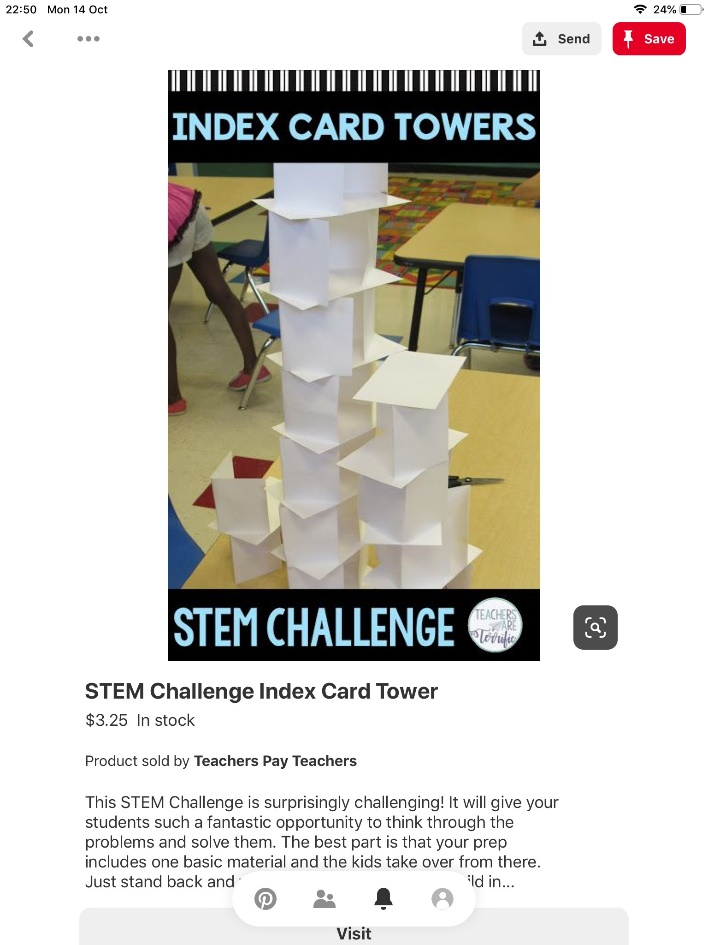 22:50 Mon 14 Oct
24%
Send
Save
INDEX CARD TOWERS
STEM CHALLENGE
TEACHERS
ARE
Terrific
STEM Challenge Index Card Tower
$3.25 In stock
Product sold by Teachers Pay Teachers
This STEM Challenge is surprisingly challenging! It will give your
students such a fantastic opportunity to think through the
problems and solve them. The best part is that your prep
includes one basic material and the kids take over from there.
Just stand back and
ild in...
Visit